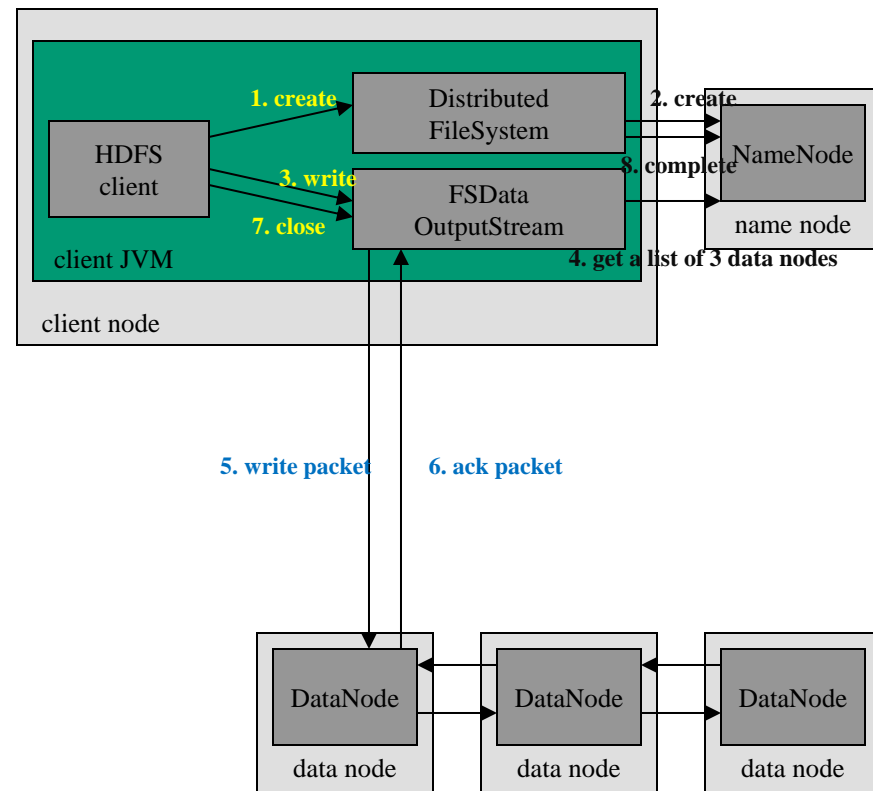 1. create
Distributed
FileSystem
2. create
HDFS
client
NameNode
8. complete
3. write
FSData
OutputStream
7. close
name node
client JVM
4. get a list of 3 data nodes
client node
5. write packet
6. ack packet
DataNode
DataNode
DataNode
data node
data node
data node